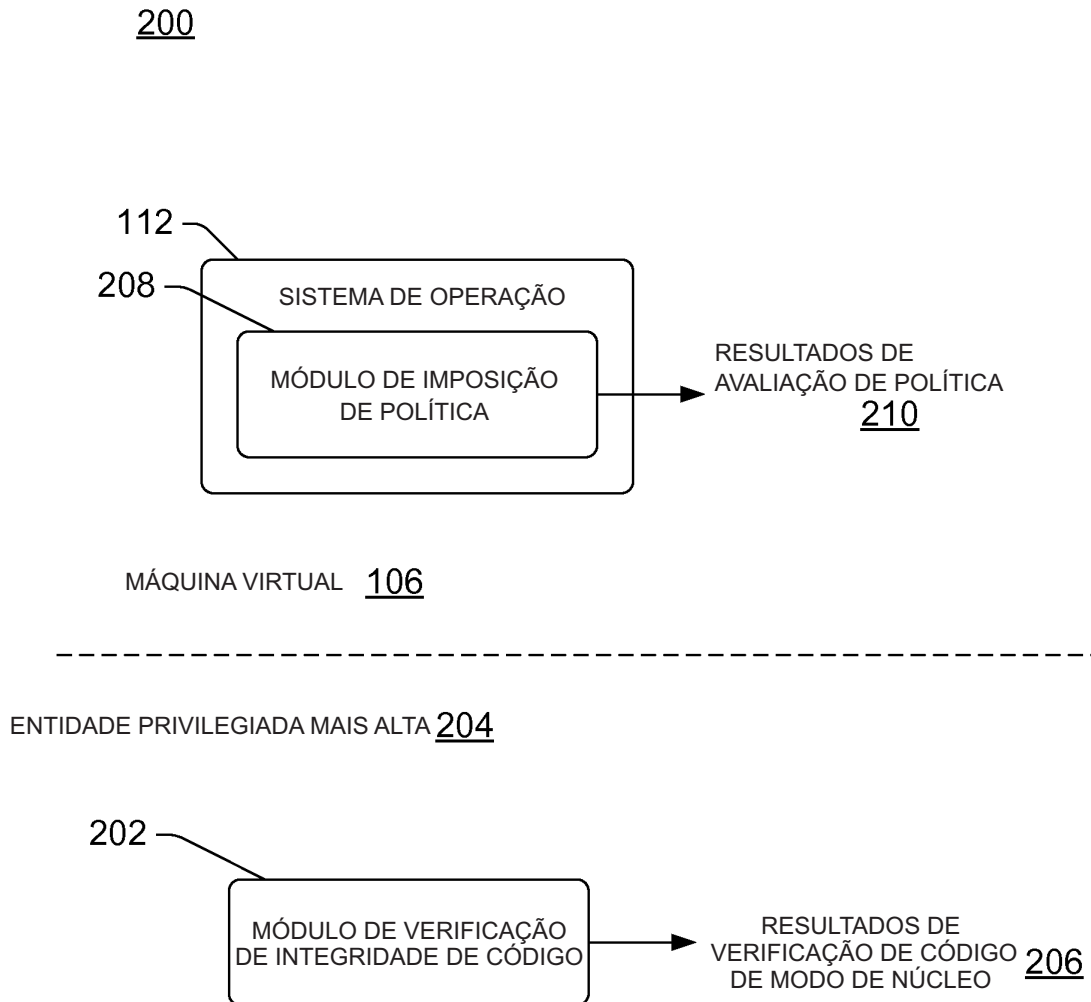 200
112
208
SISTEMA DE OPERAÇÃO
MÓDULO DE IMPOSIÇÃO
DE POLÍTICA
RESULTADOS DE
AVALIAÇÃO DE POLÍTICA
210
MÁQUINA VIRTUAL 106
ENTIDADE PRIVILEGIADA MAIS ALTA 204
202
MÓDULO DE VERIFICAÇÃO
DE INTEGRIDADE DE CÓDIGO
RESULTADOS DE
VERIFICAÇÃO DE CÓDIGO
DE MODO DE NÚCLEO 206